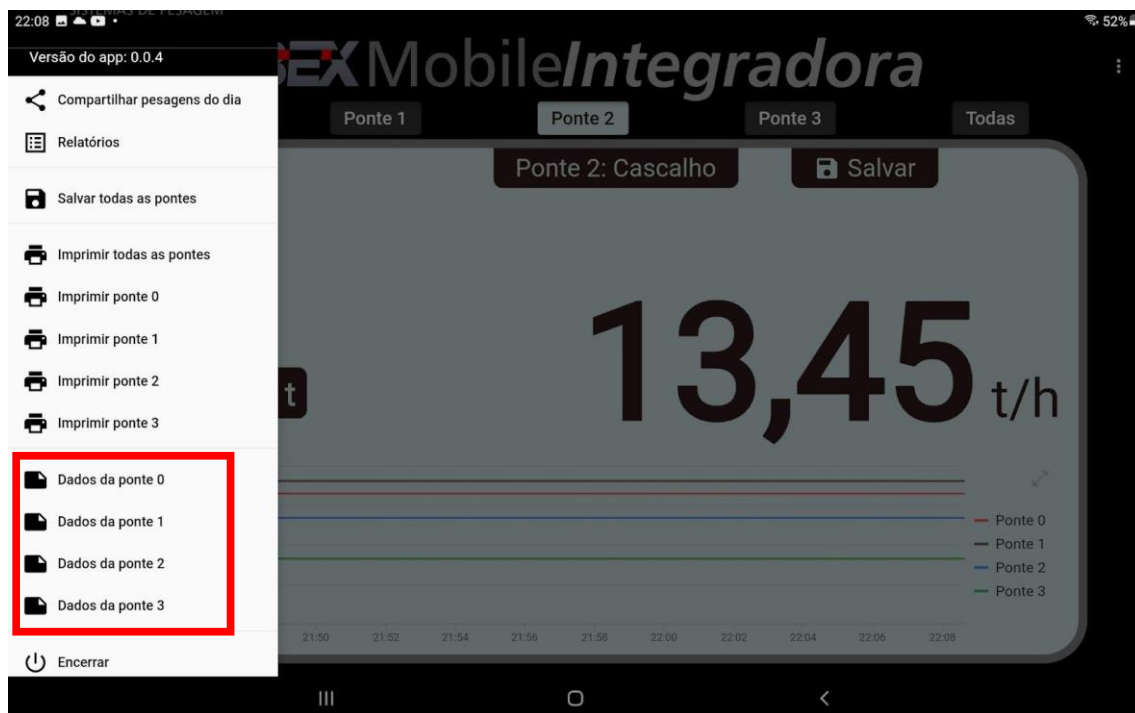 SISTEMAS DE PESAGEM
22:08
52%
Versão do app: 0.0.4
Compartilhar pesagens do dia
Relatórios
Salvar todas as pontes
Imprimir todas as pontes
Imprimir ponte 0
Imprimir ponte 1
Imprimir ponte 2
Imprimir ponte 3
Dados da ponte 0
Dados da ponte 1
Dados da ponte 2
Dados da ponte 3
Encerrar
MobileIntegradora
Ponte 1
Ponte 2
Ponte 3
Todas
Ponte 2: Cascalho
Salvar
t
13,45 t/h
Ponte 0
Ponte 1
Ponte 2
Ponte 3
21:50 21:52 21:54 21:56 21:58 22:00 22:02 22:04 22:06 22:08